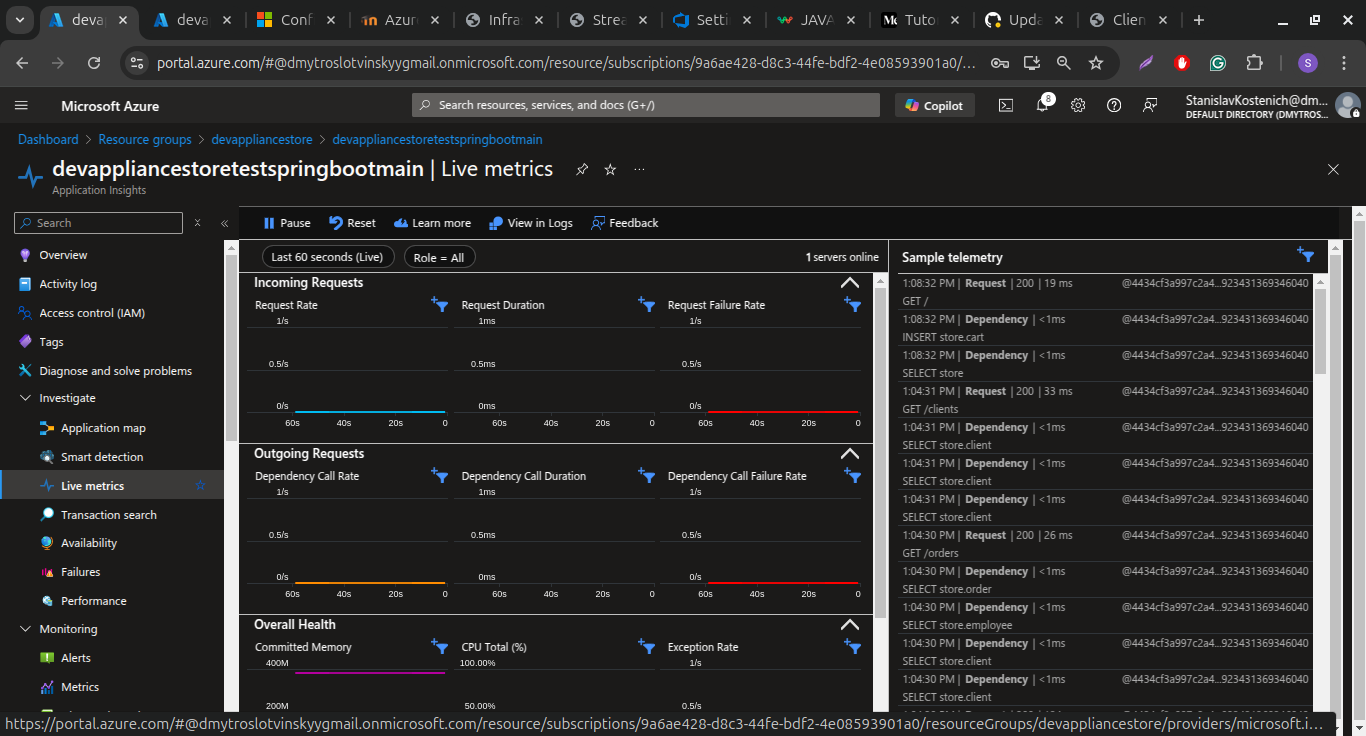 deva
deva
Conf
Azur
Infra
Strea
Setti
JAVA
Tuto
Upda
Clien
portal.azure.com/#@dmytroslotvinskyygmail.onmicrosoft.com/resource/subscriptions/9a6ae428-d8c3-44fe-bdf2-4e08593901a0/...
S
Microsoft Azure
Search resources, services, and docs (G+/)
Copilot
8
StanislavKostenich@dm...
DEFAULT DIRECTORY (DMYTROS...
Dashboard > Resource groups > devappliancestore > devappliancestoretestspringbootmain
devappliancestoretestspringbootmain | Live metrics
Application Insights
Search
Overview
Activity log
Access control (IAM)
Tags
Diagnose and solve problems
Investigate
Application map
Smart detection
Live metrics
Transaction search
Availability
Failures
Performance
Monitoring
Alerts
Metrics
Pause Reset Learn more View in Logs Feedback
Last 60 seconds (Live) Role = All 1 servers online
Incoming Requests
Request Rate Request Duration Request Failure Rate
1/s 1ms 1/s
0.5/s 0.5ms 0.5/s
0/s 0ms 0/s
60s 40s 20s 0 60s 40s 20s 0 60s 40s 20s 0
Outgoing Requests
Dependency Call Rate Dependency Call Duration Dependency Call Failure Rate
1/s 1ms 1/s
0.5/s 0.5ms 0.5/s
0/s 0ms 0/s
60s 40s 20s 0 60s 40s 20s 0 60s 40s 20s 0
Overall Health
Committed Memory CPU Total (%) Exception Rate
400M 100.00% 1/s
200M 50.00% 0.5/s
Sample telemetry
1:08:32 PM | Request | 200 | 19 ms @4434cf3a997c2a4...923431369346040
GET /
1:08:32 PM | Dependency | <1ms @4434cf3a997c2a4...923431369346040
INSERT store.cart
1:08:32 PM | Dependency | <1ms @4434cf3a997c2a4...923431369346040
SELECT store
1:04:31 PM | Request | 200 | 33 ms @4434cf3a997c2a4...923431369346040
GET /clients
1:04:31 PM | Dependency | <1ms @4434cf3a997c2a4...923431369346040
SELECT store.client
1:04:31 PM | Dependency | <1ms @4434cf3a997c2a4...923431369346040
SELECT store.client
1:04:31 PM | Dependency | <1ms @4434cf3a997c2a4...923431369346040
SELECT store.client
1:04:30 PM | Request | 200 | 26 ms @4434cf3a997c2a4...923431369346040
GET /orders
1:04:30 PM | Dependency | <1ms @4434cf3a997c2a4...923431369346040
SELECT store.order
1:04:30 PM | Dependency | <1ms @4434cf3a997c2a4...923431369346040
SELECT store.employee
1:04:30 PM | Dependency | <1ms @4434cf3a997c2a4...923431369346040
SELECT store.client
1:04:30 PM | Dependency | <1ms @4434cf3a997c2a4...923431369346040
SELECT store.client
https://portal.azure.com/#@dmytroslotvinskyygmail.onmicrosoft.com/resource/subscriptions/9a6ae428-d8c3-44fe-bdf2-4e08593901a0/resourceGroups/devappliancestore/providers/microsoft.i...